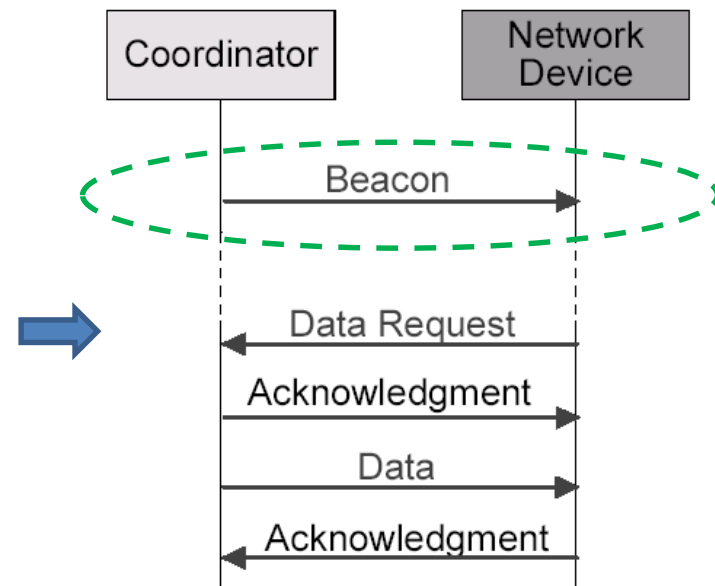 Coordinator
Network
Device
Beacon
Data Request
Acknowledgment
Data
Acknowledgment